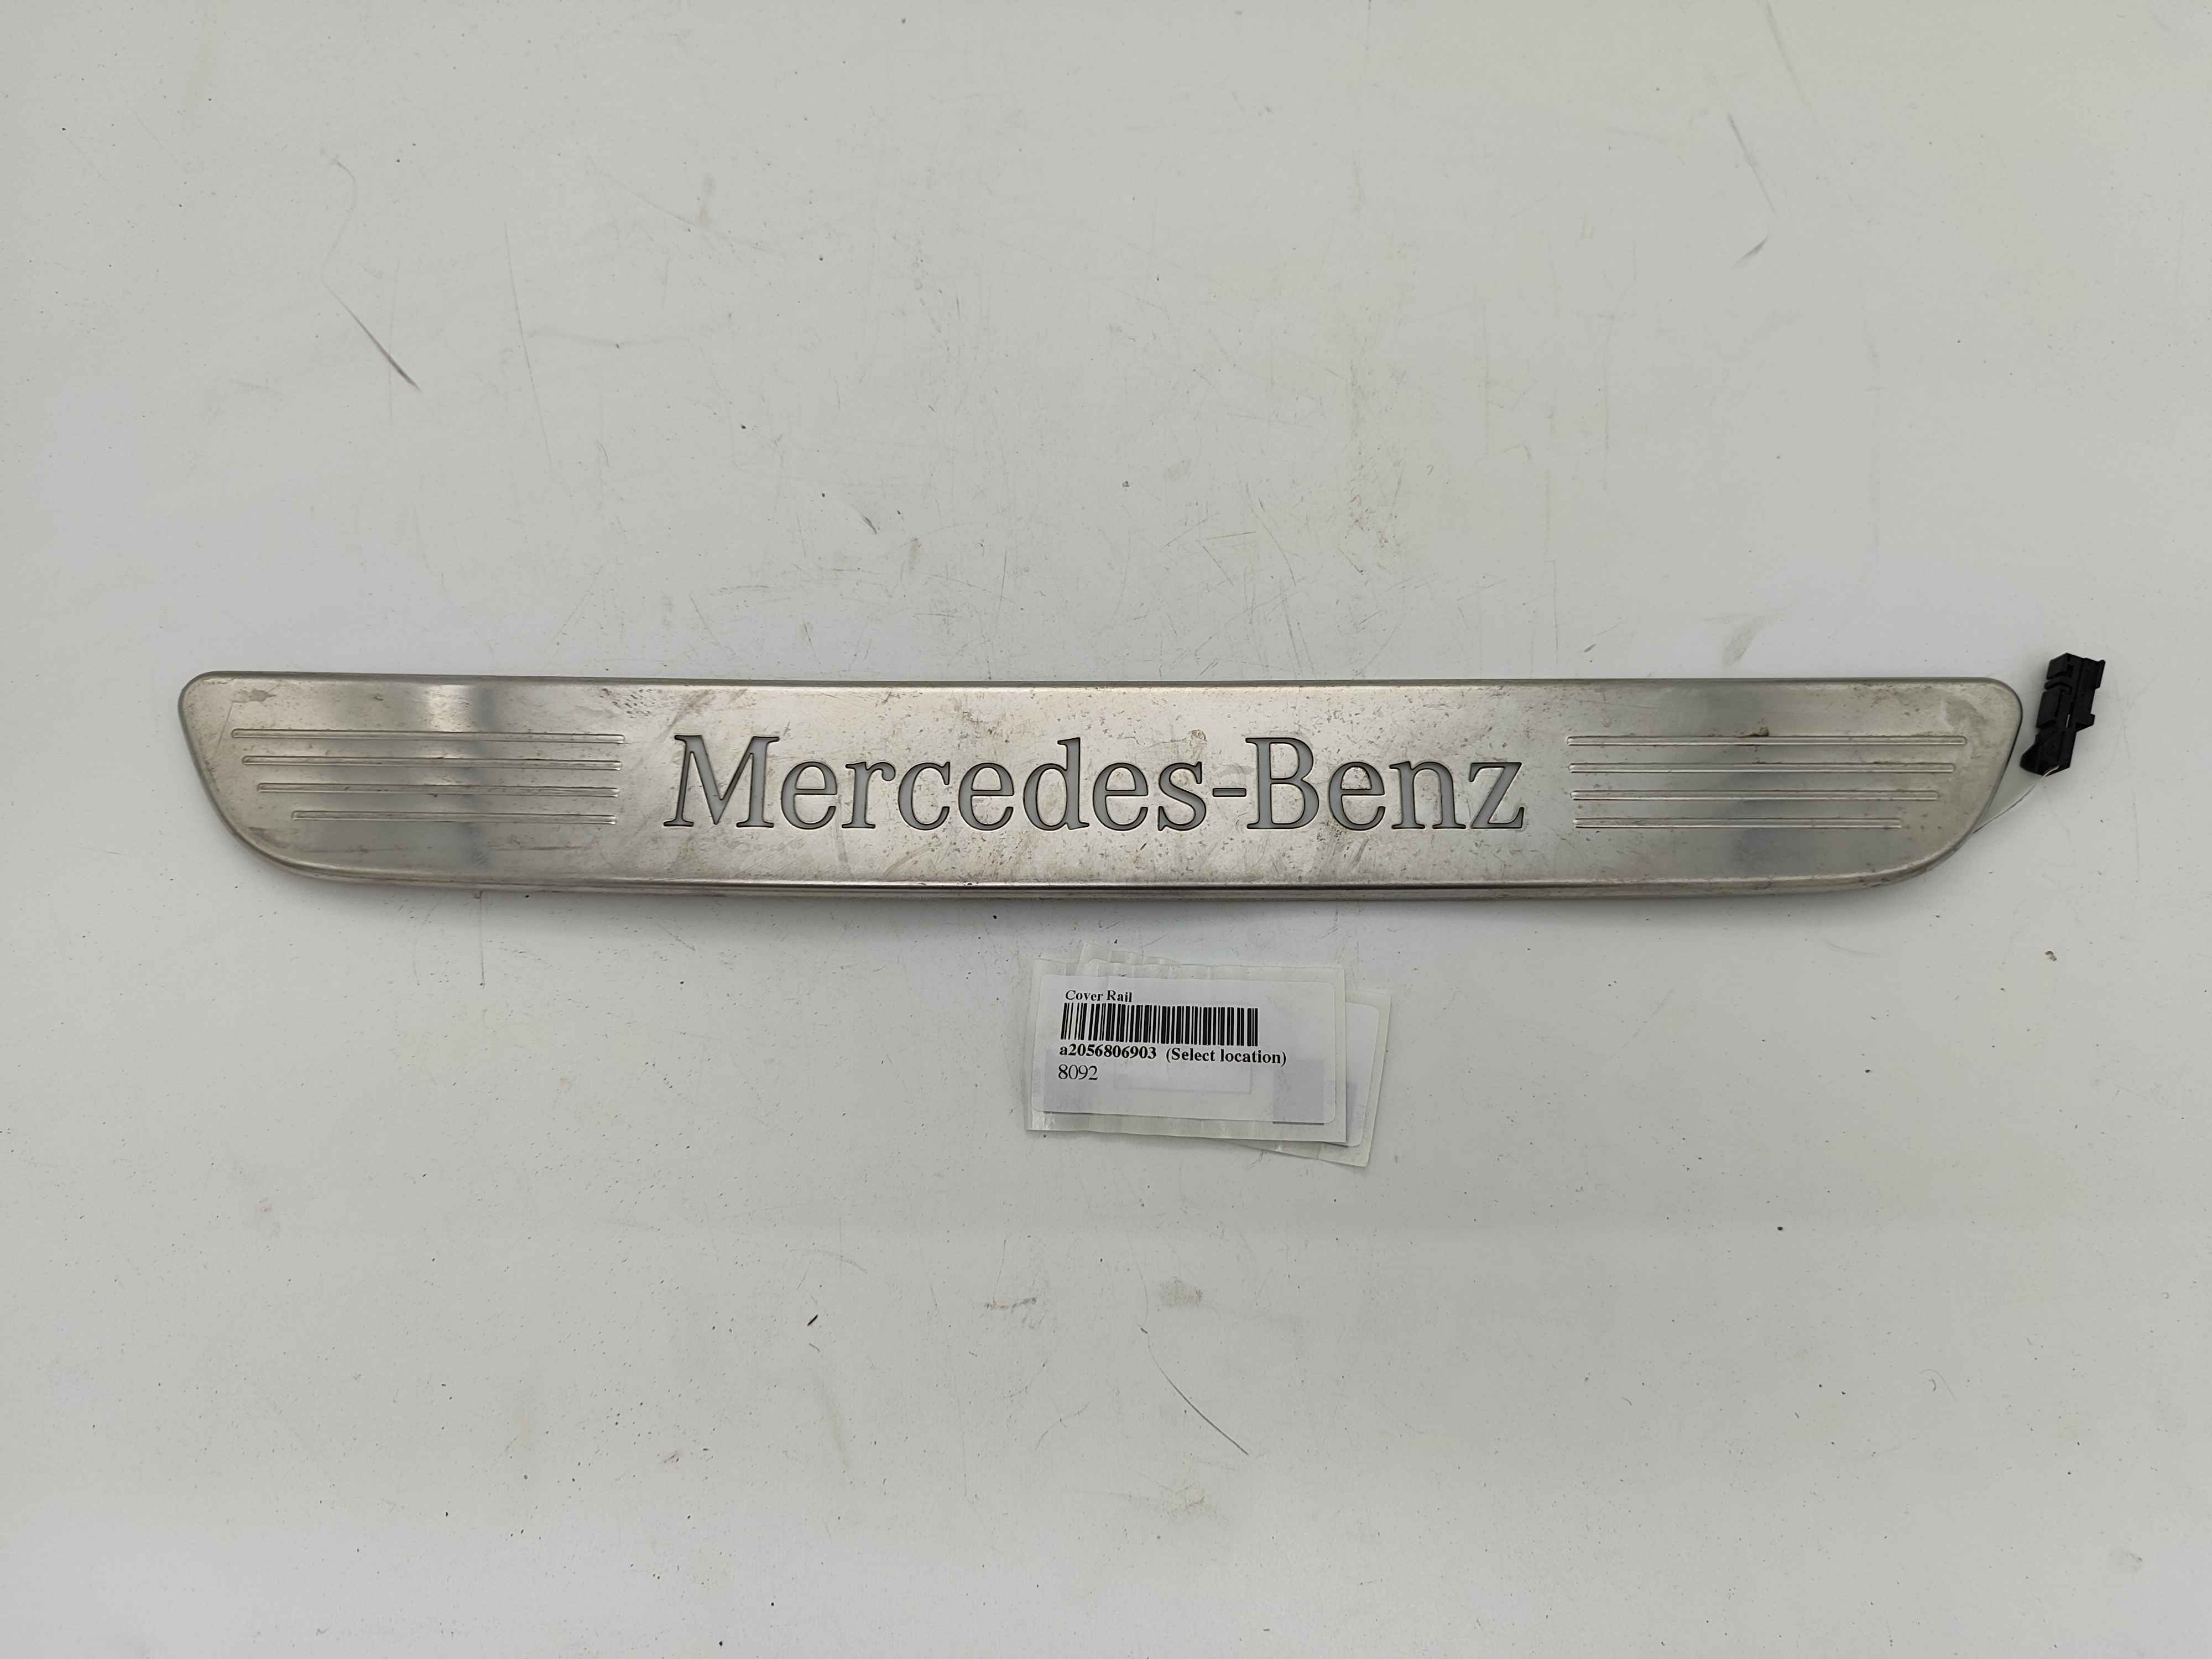 Mercedes-Benz
Cover Rail
a2056806903 (Select location)
8092